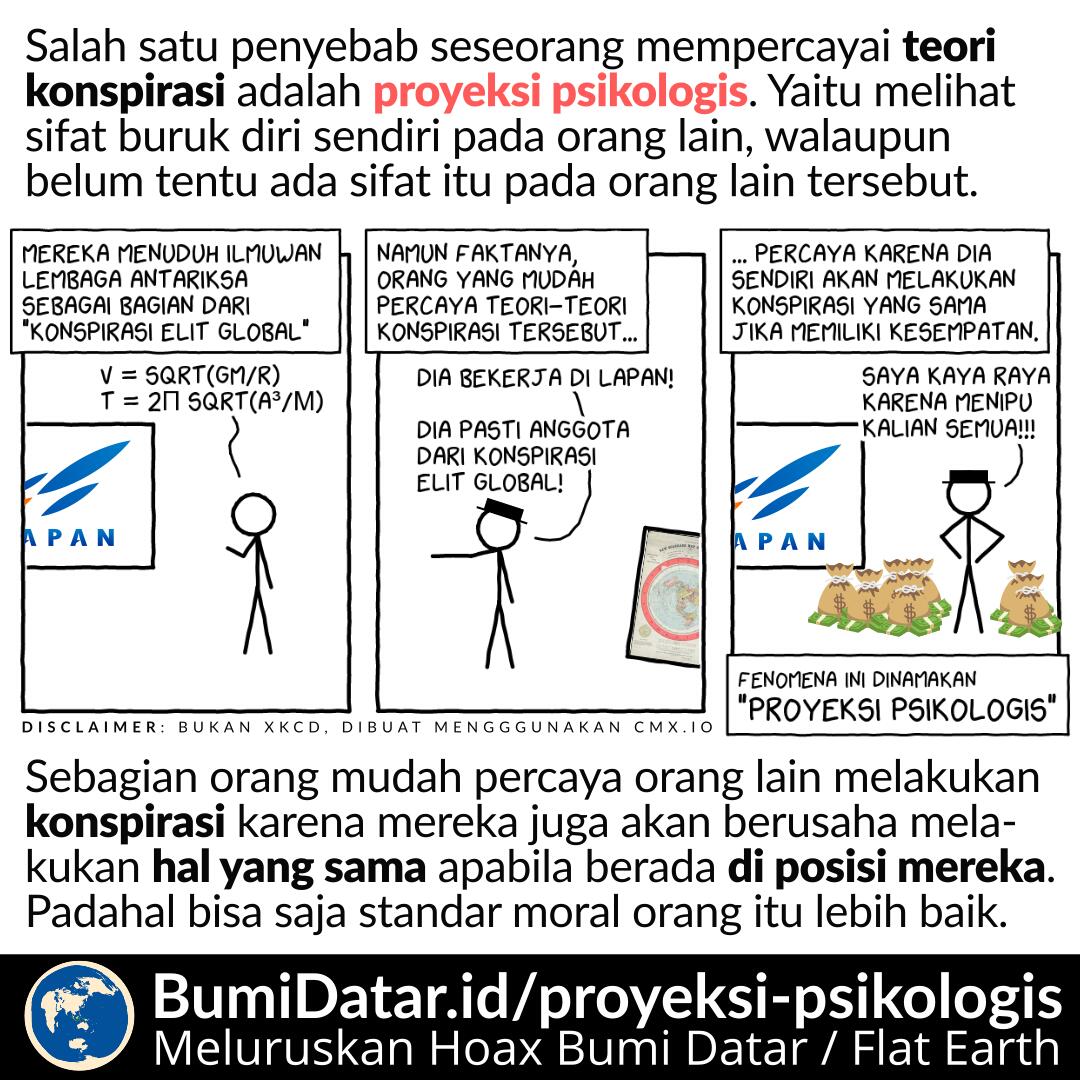 Salah satu penyebab seseorang mempercayai teori
konspirasi adalah proyeksi psikologis. Yaitu melihat
sifat buruk diri sendiri pada orang lain, walaupun
belum tentu ada sifat itu pada orang lain tersebut.
MEREKA MENUDUH ILMUWAN
LEMBAGA ANTARIKSA
SEBAGAI BAGIAN DARI
"KONSPIRASI ELIT GLOBAL"
V = SQRT(GM/R)
T = 2π SQRT(A³/M)
APAN
NAMUN FAKTANYA,
ORANG YANG MUDAH
PERCAYA TEORI-TEORI
KONSPIRASI TERSEBUT...
DIA BEKERJA DI LAPAN!
DIA PASTI ANGGOTA
DARI KONSPIRASI
ELIT GLOBAL!
... PERCAYA KARENA DIA
SENDIRI AKAN MELAKUKAN
KONSPIRASI YANG SAMA
JIKA MEMILIKI KESEMPATAN.
SAYA KAYA RAYA
KARENA MENIPU
KALIAN SEMUA!!!
APAN
FENOMENA INI DINAMAKAN
"PROYEKSI PSIKOLOGIS"
DISCLAIMER: BUKAN XKCD, DIBUAT MENGGGUNAKAN CMX.IO
Sebagian orang mudah percaya orang lain melakukan
konspirasi karena mereka juga akan berusaha mela-
kukan hal yang sama apabila berada di posisi mereka.
Padahal bisa saja standar moral orang itu lebih baik.
BumiDatar.id/proyeksi-psikologis
Meluruskan Hoax Bumi Datar / Flat Earth